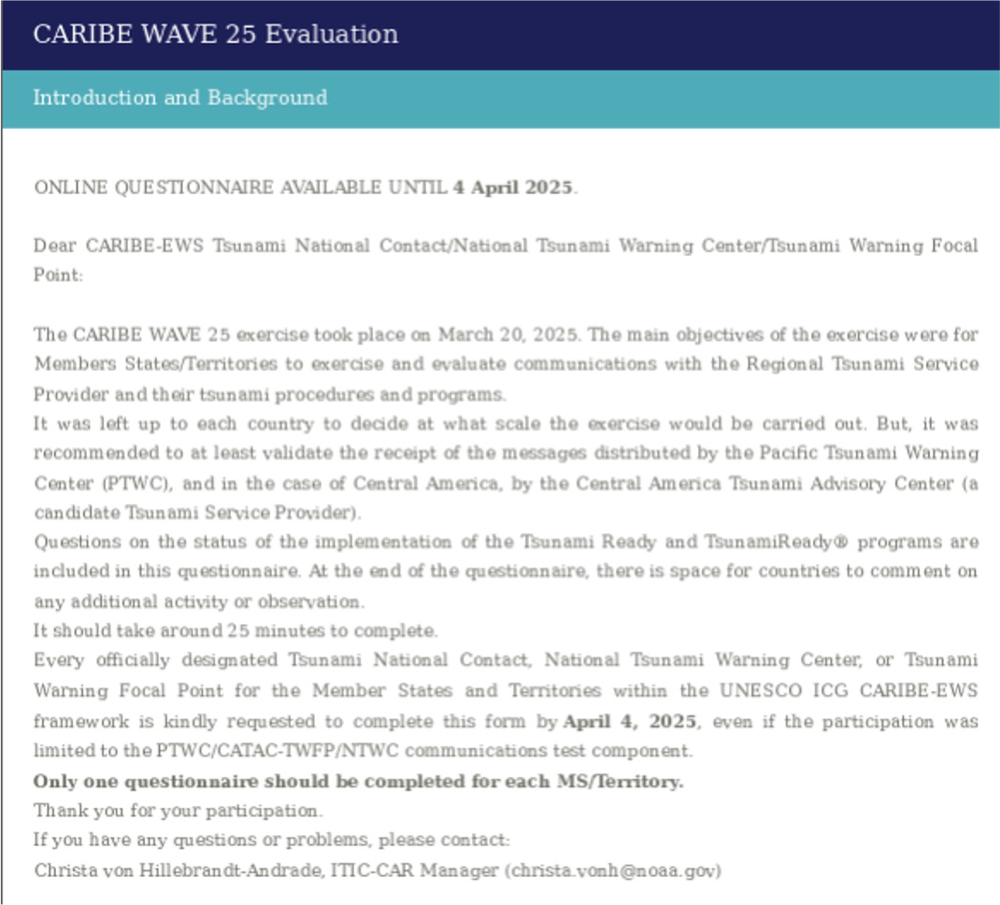 CARIBE WAVE 25 Evaluation
Introduction and Background
ONLINE QUESTIONNAIRE AVAILABLE UNTIL 4 April 2025.
Dear CARIBE-EWS Tsunami National Contact/National Tsunami Warning Center/Tsunami Warning Focal
Point:
The CARIBE WAVE 25 exercise took place on March 20, 2025. The main objectives of the exercise were for
Members States/Territories to exercise and evaluate communications with the Regional Tsunami Service
Provider and their tsunami procedures and programs.
It was left up to each country to decide at what scale the exercise would be carried out. But, it was
recommended to at least validate the receipt of the messages distributed by the Pacific Tsunami Warning
Center (PTWC), and in the case of Central America, by the Central America Tsunami Advisory Center (a
candidate Tsunami Service Provider).
Questions on the status of the implementation of the Tsunami Ready and TsunamiReady® programs are
included in this questionnaire. At the end of the questionnaire, there is space for countries to comment on
any additional activity or observation.
It should take around 25 minutes to complete.
Every officially designated Tsunami National Contact, National Tsunami Warning Center, or Tsunami
Warning Focal Point for the Member States and Territories within the UNESCO ICG CARIBE-EWS
framework is kindly requested to complete this form by April 4, 2025, even if the participation was
limited to the PTWC/CATAC-TWFP/NTWC communications test component.
Only one questionnaire should be completed for each MS/Territory.
Thank you for your participation.
If you have any questions or problems, please contact:
Christa von Hillebrandt-Andrade, ITIC-CAR Manager (christa.vonh@noaa.gov)